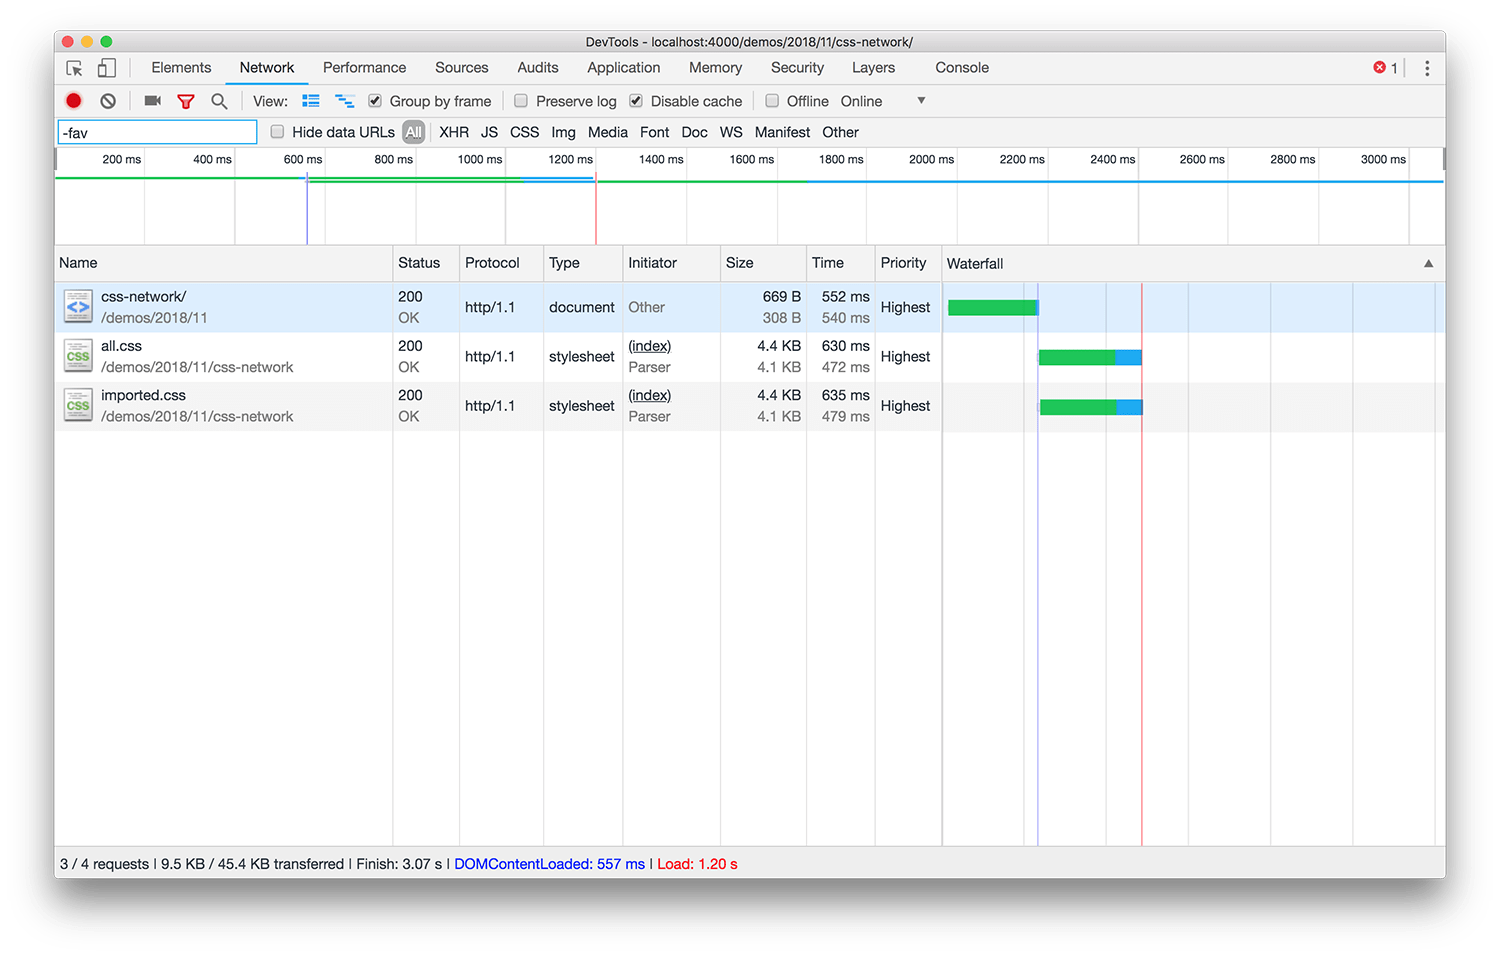 DevTools - localhost:4000/demos/2018/11/css-network/
Elements Network Performance Sources Audits Application Memory Security Layers Console 1
View: Group by frame Preserve log Disable cache Offline Online
-fav Hide data URLs All XHR JS CSS Img Media Font Doc WS Manifest Other
200 ms 400 ms 600 ms 800 ms 1000 ms 1200 ms 1400 ms 1600 ms 1800 ms 2000 ms 2200 ms 2400 ms 2600 ms 2800 ms 3000 ms
Name Status Protocol Type Initiator Size Time Priority Waterfall
css-network/ 200 http/1.1 document Other 669 B 552 ms Highest
/demos/2018/11 OK 308 B 540 ms
all.css 200 http/1.1 stylesheet (index) 4.4 KB 630 ms Highest
CSS /demos/2018/11/css-network OK Parser 4.1 KB 472 ms
imported.css 200 http/1.1 stylesheet (index) 4.4 KB 635 ms Highest
CSS /demos/2018/11/css-network OK Parser 4.1 KB 479 ms
3 / 4 requests | 9.5 KB / 45.4 KB transferred | Finish: 3.07 s | DOMContentLoaded: 557 ms | Load: 1.20 s